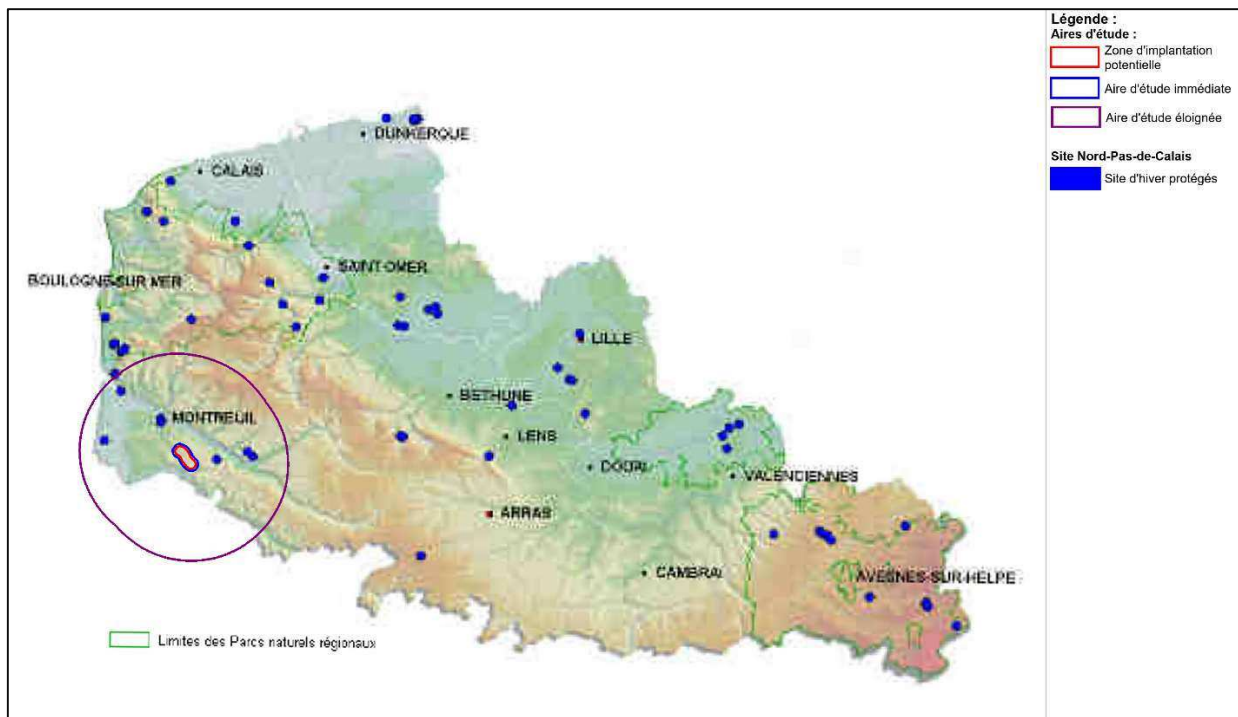 Légende :
Aires d'étude :
Zone d'implantation
potentielle
Aire d'étude immédiate
Aire d'étude éloignée
Site Nord-Pas-de-Calais
Site d'hiver protégés
DUNKERQUE
CALAIS
SAINT-OMER
BOULOGNE-SUR MER
LILLE
BETHUNE
MONTREUIL
LENS
DOUAI
VALENCIENNES
ARRAS
CAMBRAI
AVESNES-SUR-HELPE
Limites des Parcs naturels régionaux